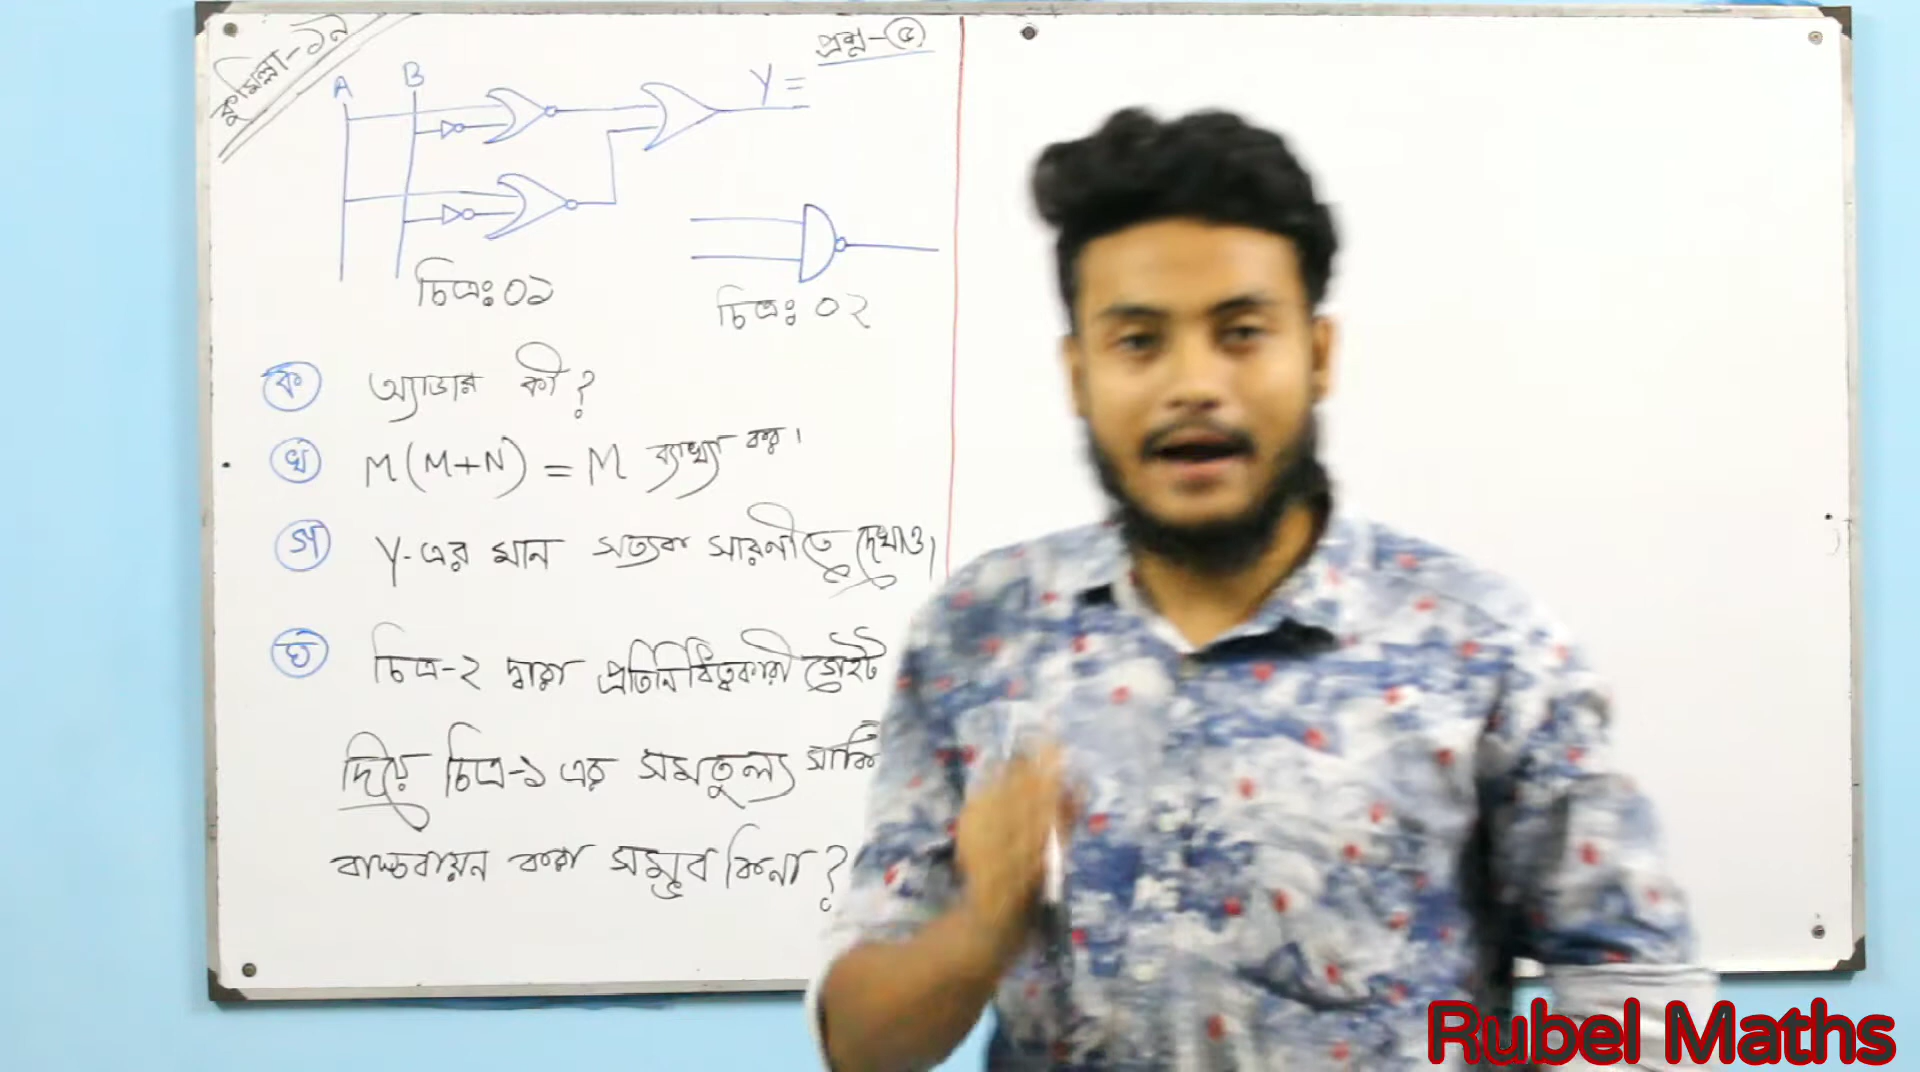 কুমিল্লা-১৯
প্রশ্ন-৫
A B Y =
চিত্রঃ ০১
চিত্রঃ ০২
ক অ্যাডার কী?
খ M(M+N) = M ব্যাখ্যা কর।
গ Y-এর মান সত্যক সারনীতে দেখাও।
ঘ চিত্র-২ দ্বারা প্রতিনিধিত্বকারী গেইট
দিয়ে চিত্র-১ এর সমতুল্য সার্কি
বাস্তবায়ন করা সম্ভব কিনা?
Rubel Maths